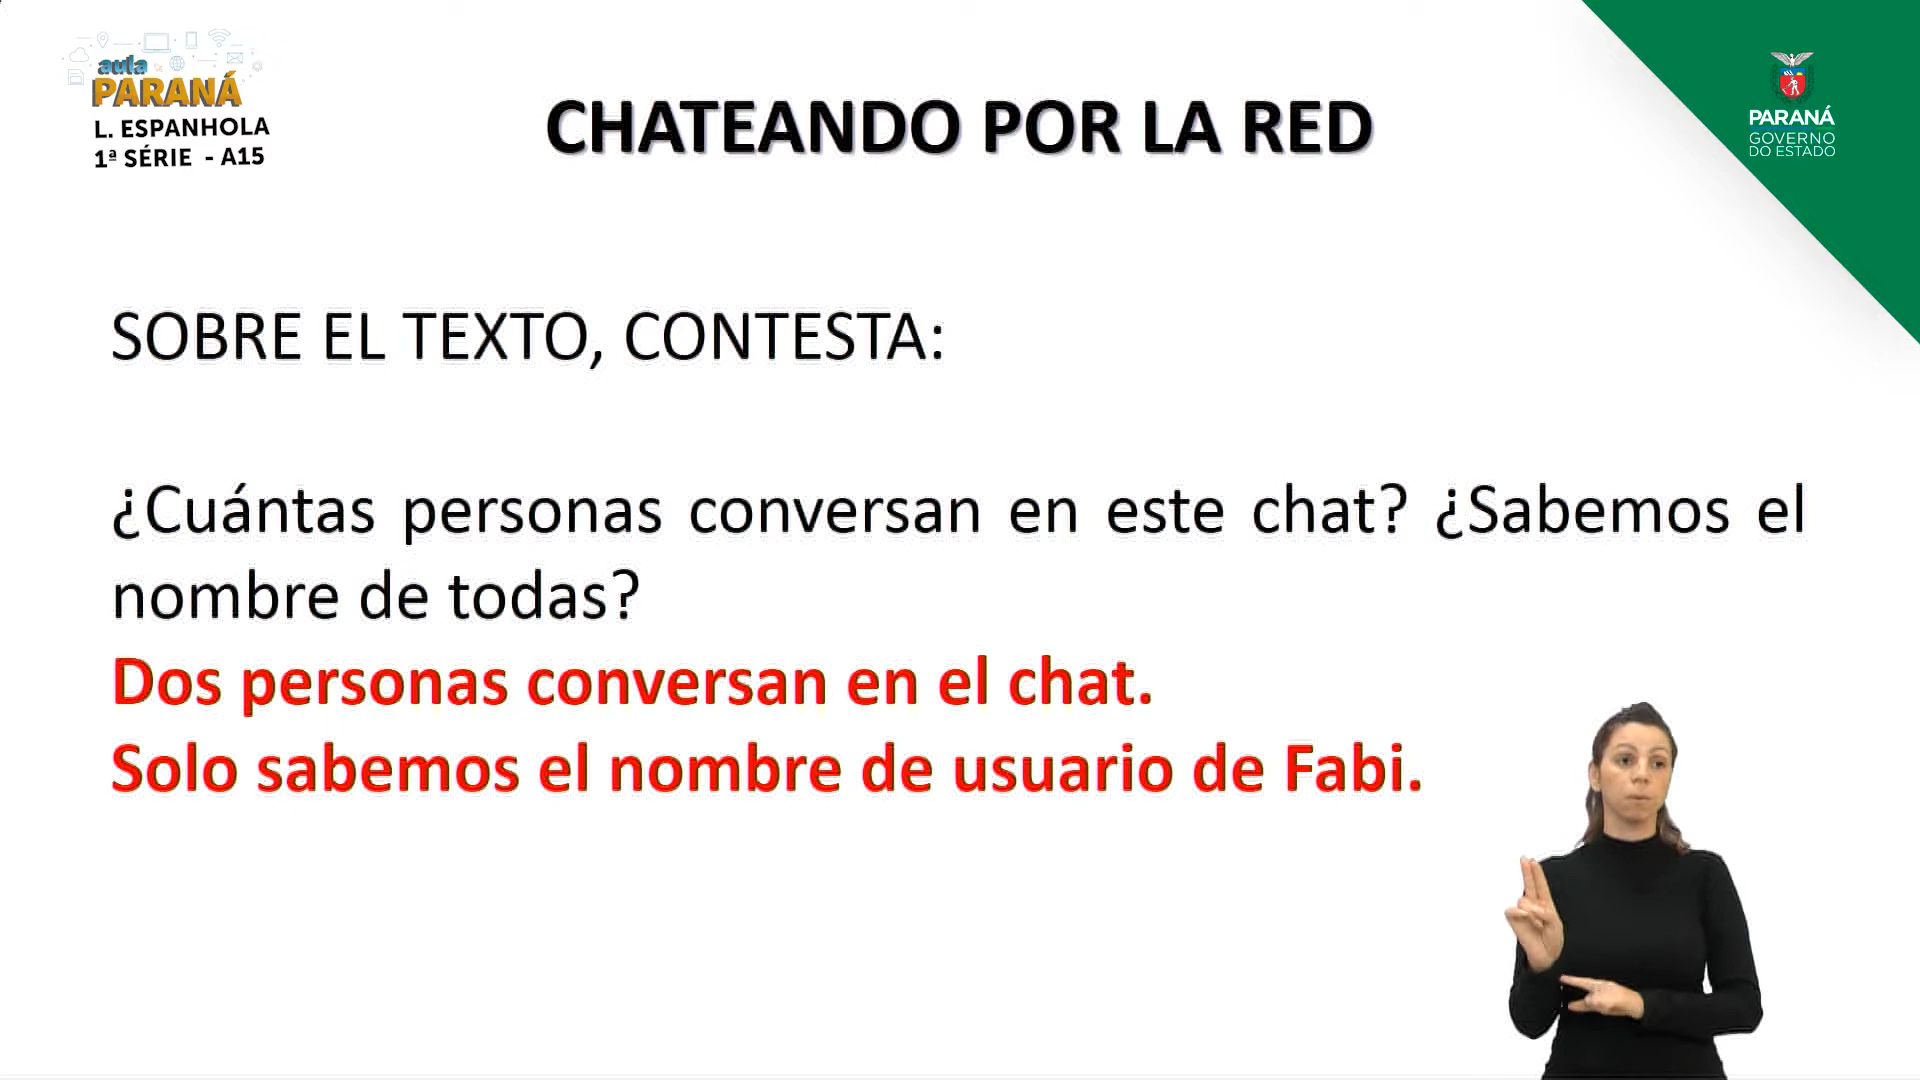 aula
PARANÁ
L. ESPANHOLA
1ª SÉRIE - A15
CHATEANDO POR LA RED
PARANÁ
GOVERNO
DO ESTADO
SOBRE EL TEXTO, CONTESTA:
¿Cuántas personas conversan en este chat? ¿Sabemos el
nombre de todas?
Dos personas conversan en el chat.
Solo sabemos el nombre de usuario de Fabi.